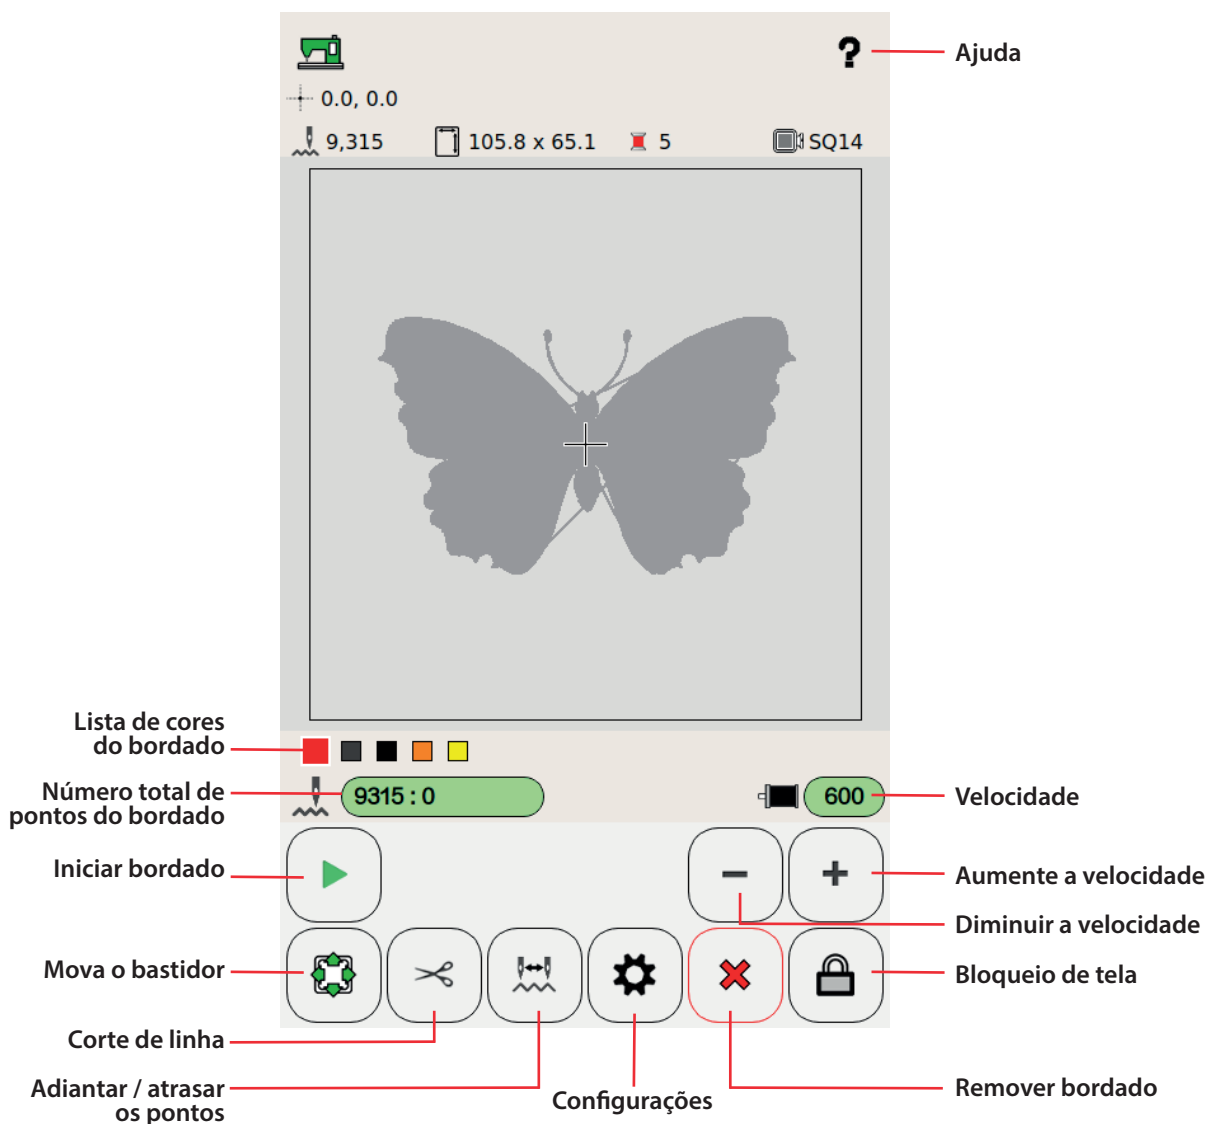 ?
Ajuda
0.0, 0.0
9,315
105.8 x 65.1
5
SQ14
Lista de cores
do bordado
Número total de
pontos do bordado
9315 : 0
600
Velocidade
Iniciar bordado
Aumente a velocidade
Diminuir a velocidade
Mova o bastidor
Bloqueio de tela
Corte de linha
Adiantar / atrasar
os pontos
Configurações
Remover bordado